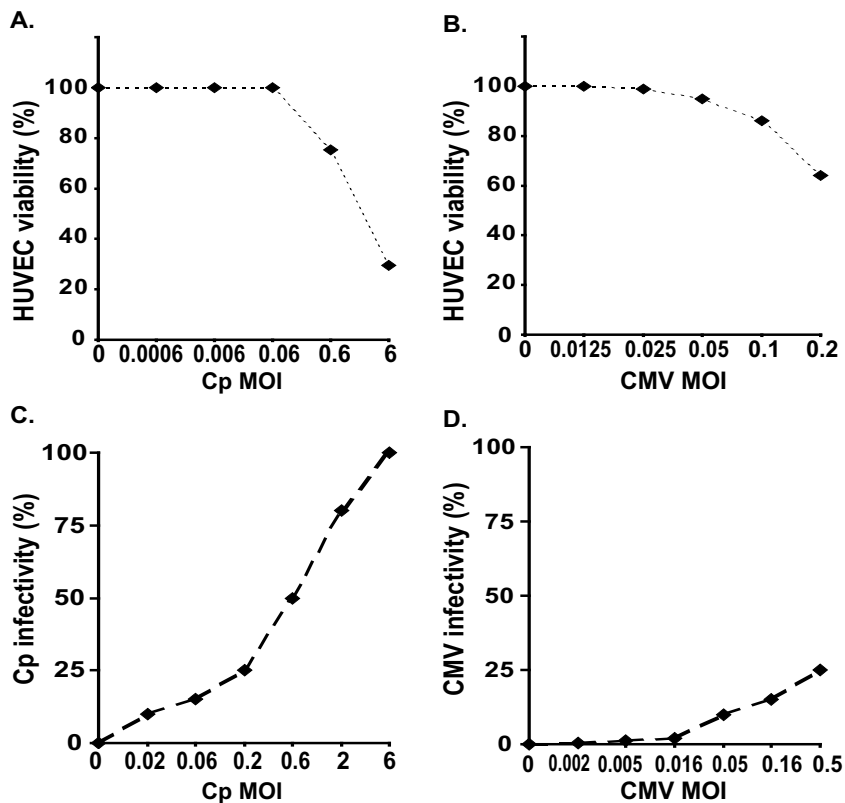 A.
HUVEC viability (%)
100
80
60
40
20
0
0 0.0006 0.006 0.06 0.6 6
Cp MOI
B.
HUVEC viability (%)
100
80
60
40
20
0
0 0.0125 0.025 0.05 0.1 0.2
CMV MOI
C.
Cp infectivity (%)
100
75
50
25
0
0 0.02 0.06 0.2 0.6 2 6
Cp MOI
D.
CMV infectivity (%)
100
75
50
25
0
0 0.002 0.005 0.016 0.05 0.16 0.5
CMV MOI